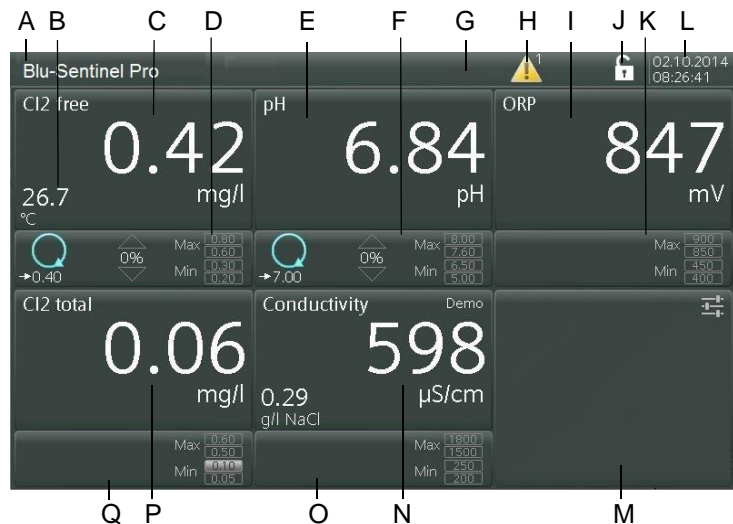 A B C D E F G H I J K L
Blu-Sentinel Pro
1
02.10.2014
08:26:41
Cl2 free
0.42
mg/l
26.7
°C
pH
6.84
pH
ORP
847
mV
→0.40
0%
Max 0.80
0.60
Min 0.30
0.20
→7.00
0%
Max 8.00
7.60
Min 6.50
5.00
Max 900
850
Min 450
400
Cl2 total
0.06
mg/l
Conductivity
Demo
598
µS/cm
0.29
g/l NaCl
Max 0.60
0.50
Min 0.10
0.05
Max 1800
1500
Min 250
200
Q P O N M